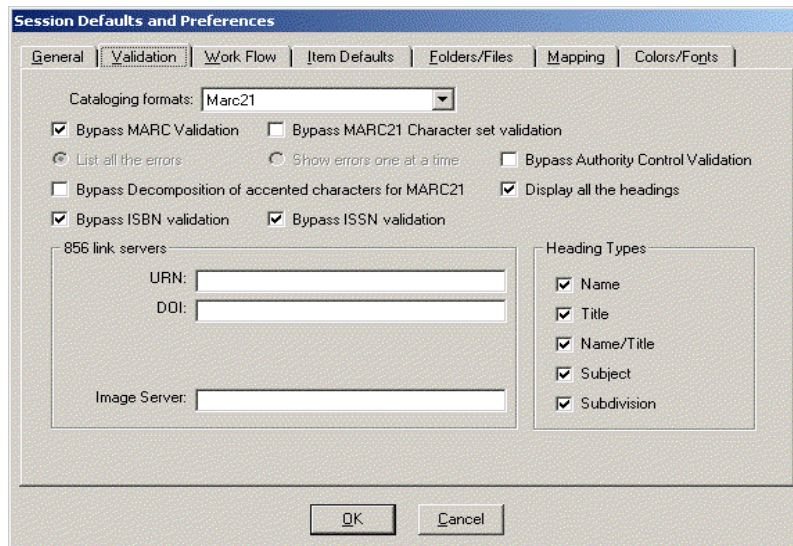 Session Defaults and Preferences
General Validation Work Flow Item Defaults Folders/Files Mapping Colors/Fonts
Cataloging formats: Marc21
Bypass MARC Validation Bypass MARC21 Character set validation
List all the errors Show errors one at a time Bypass Authority Control Validation
Bypass Decomposition of accented characters for MARC21 Display all the headings
Bypass ISBN validation Bypass ISSN validation
856 link servers Heading Types
URN: Name
DOI: Title
Name/Title
Subject
Image Server: Subdivision
OK Cancel